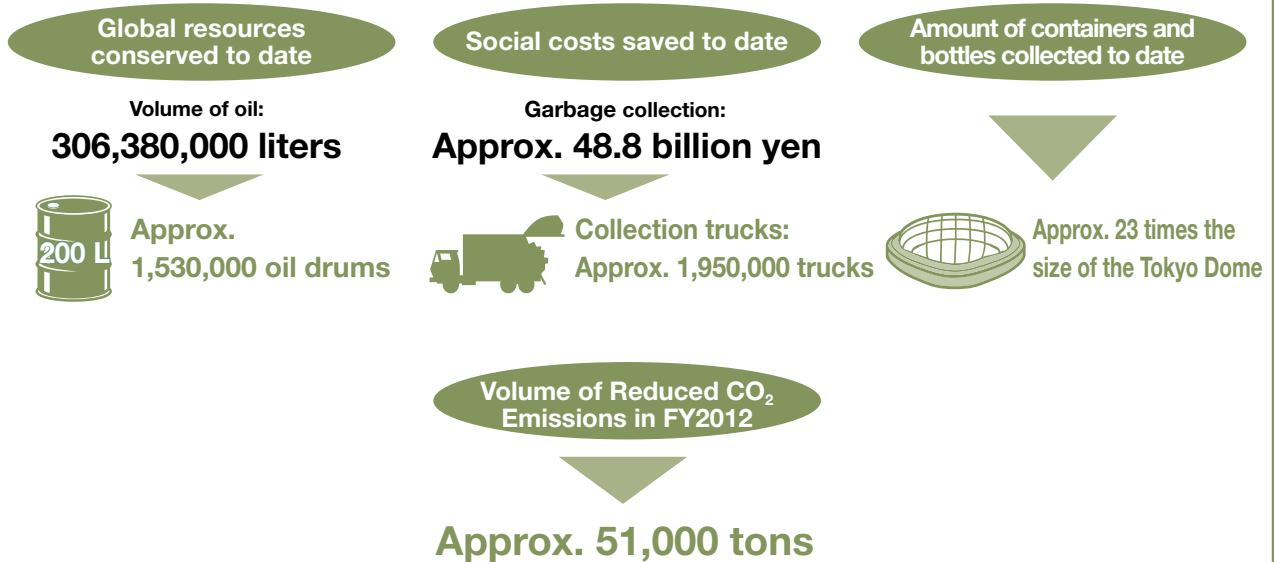 Global resources
conserved to date
Volume of oil:
306,380,000 liters
200 L
Approx.
1,530,000 oil drums
Social costs saved to date
Garbage collection:
Approx. 48.8 billion yen
Collection trucks:
Approx. 1,950,000 trucks
Amount of containers and
bottles collected to date
Approx. 23 times the
size of the Tokyo Dome
Volume of Reduced CO₂
Emissions in FY2012
Approx. 51,000 tons